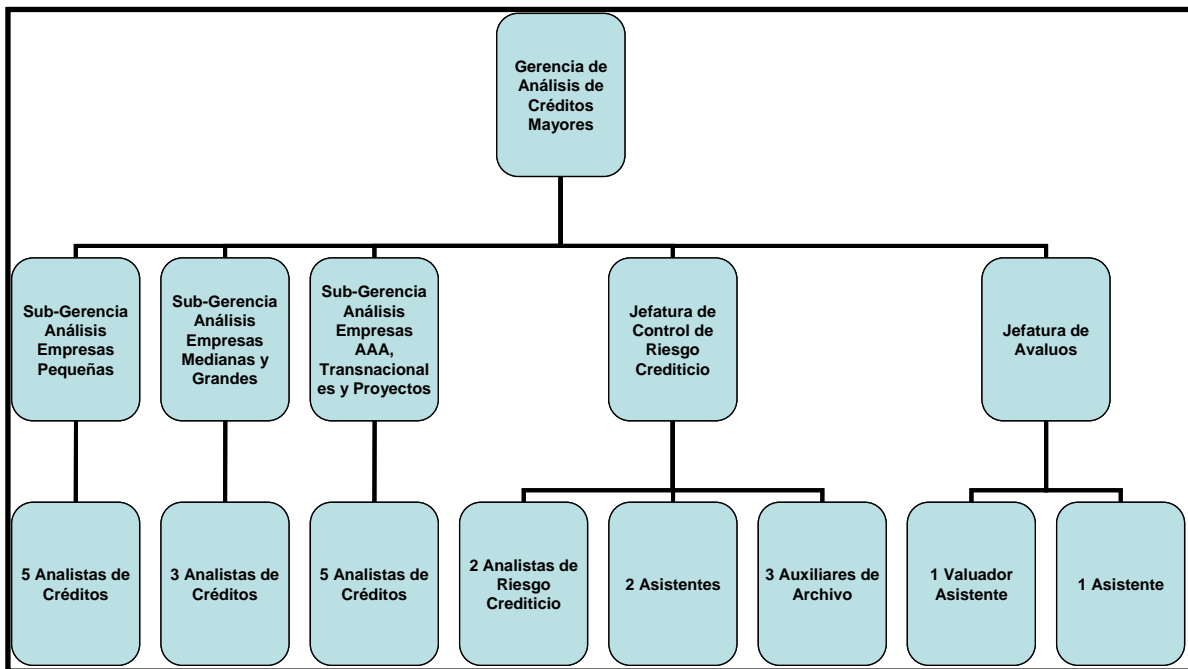 Gerencia de
Análisis de
Créditos
Mayores
Sub-Gerencia
Análisis
Empresas
Pequeñas
Sub-Gerencia
Análisis
Empresas
Medianas y
Grandes
Sub-Gerencia
Análisis
Empresas
AAA,
Transnacional
es y Proyectos
Jefatura de
Control de
Riesgo
Crediticio
Jefatura de
Avaluos
5 Analistas de
Créditos
3 Analistas de
Créditos
5 Analistas de
Créditos
2 Analistas de
Riesgo
Crediticio
2 Asistentes
3 Auxiliares de
Archivo
1 Valuador
Asistente
1 Asistente